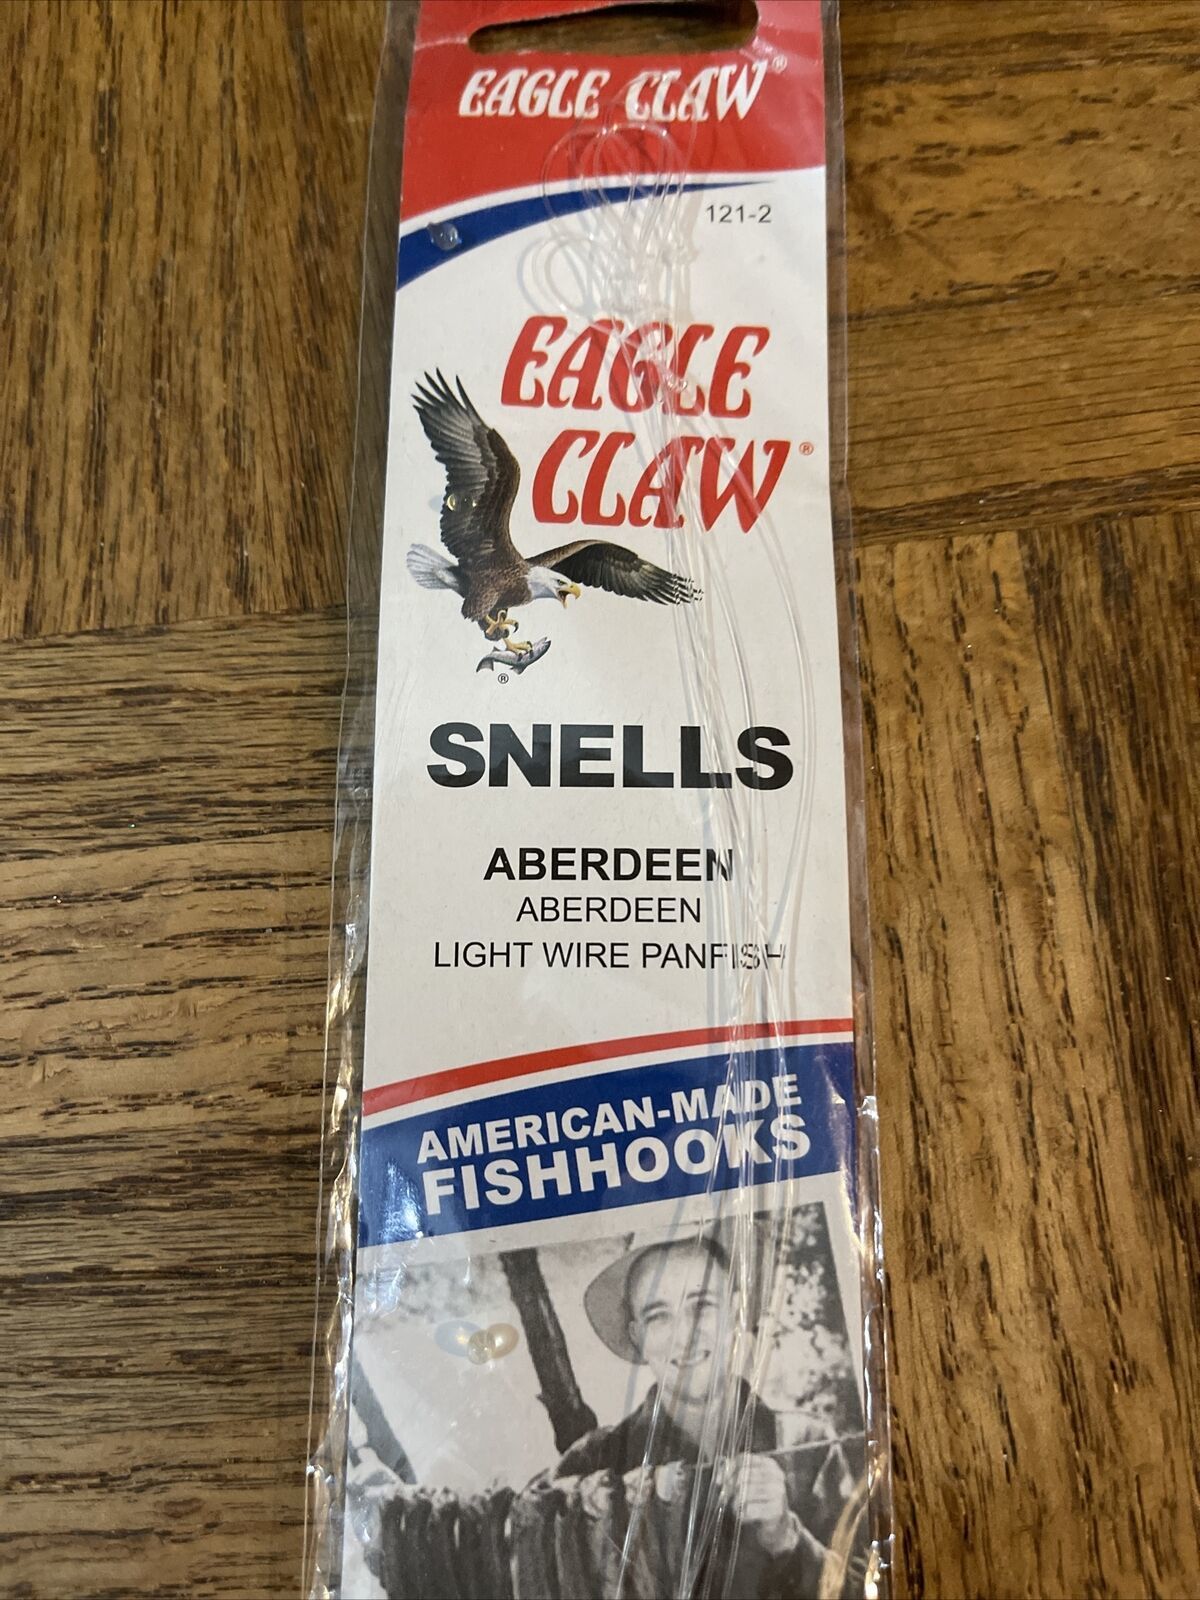 EAGLE CLAW®
121-2
EAGLE
CLAW®
®
SNELLS
ABERDEEN
ABERDEEN
LIGHT WIRE PANFISH
AMERICAN-MADE
FISHHOOKS